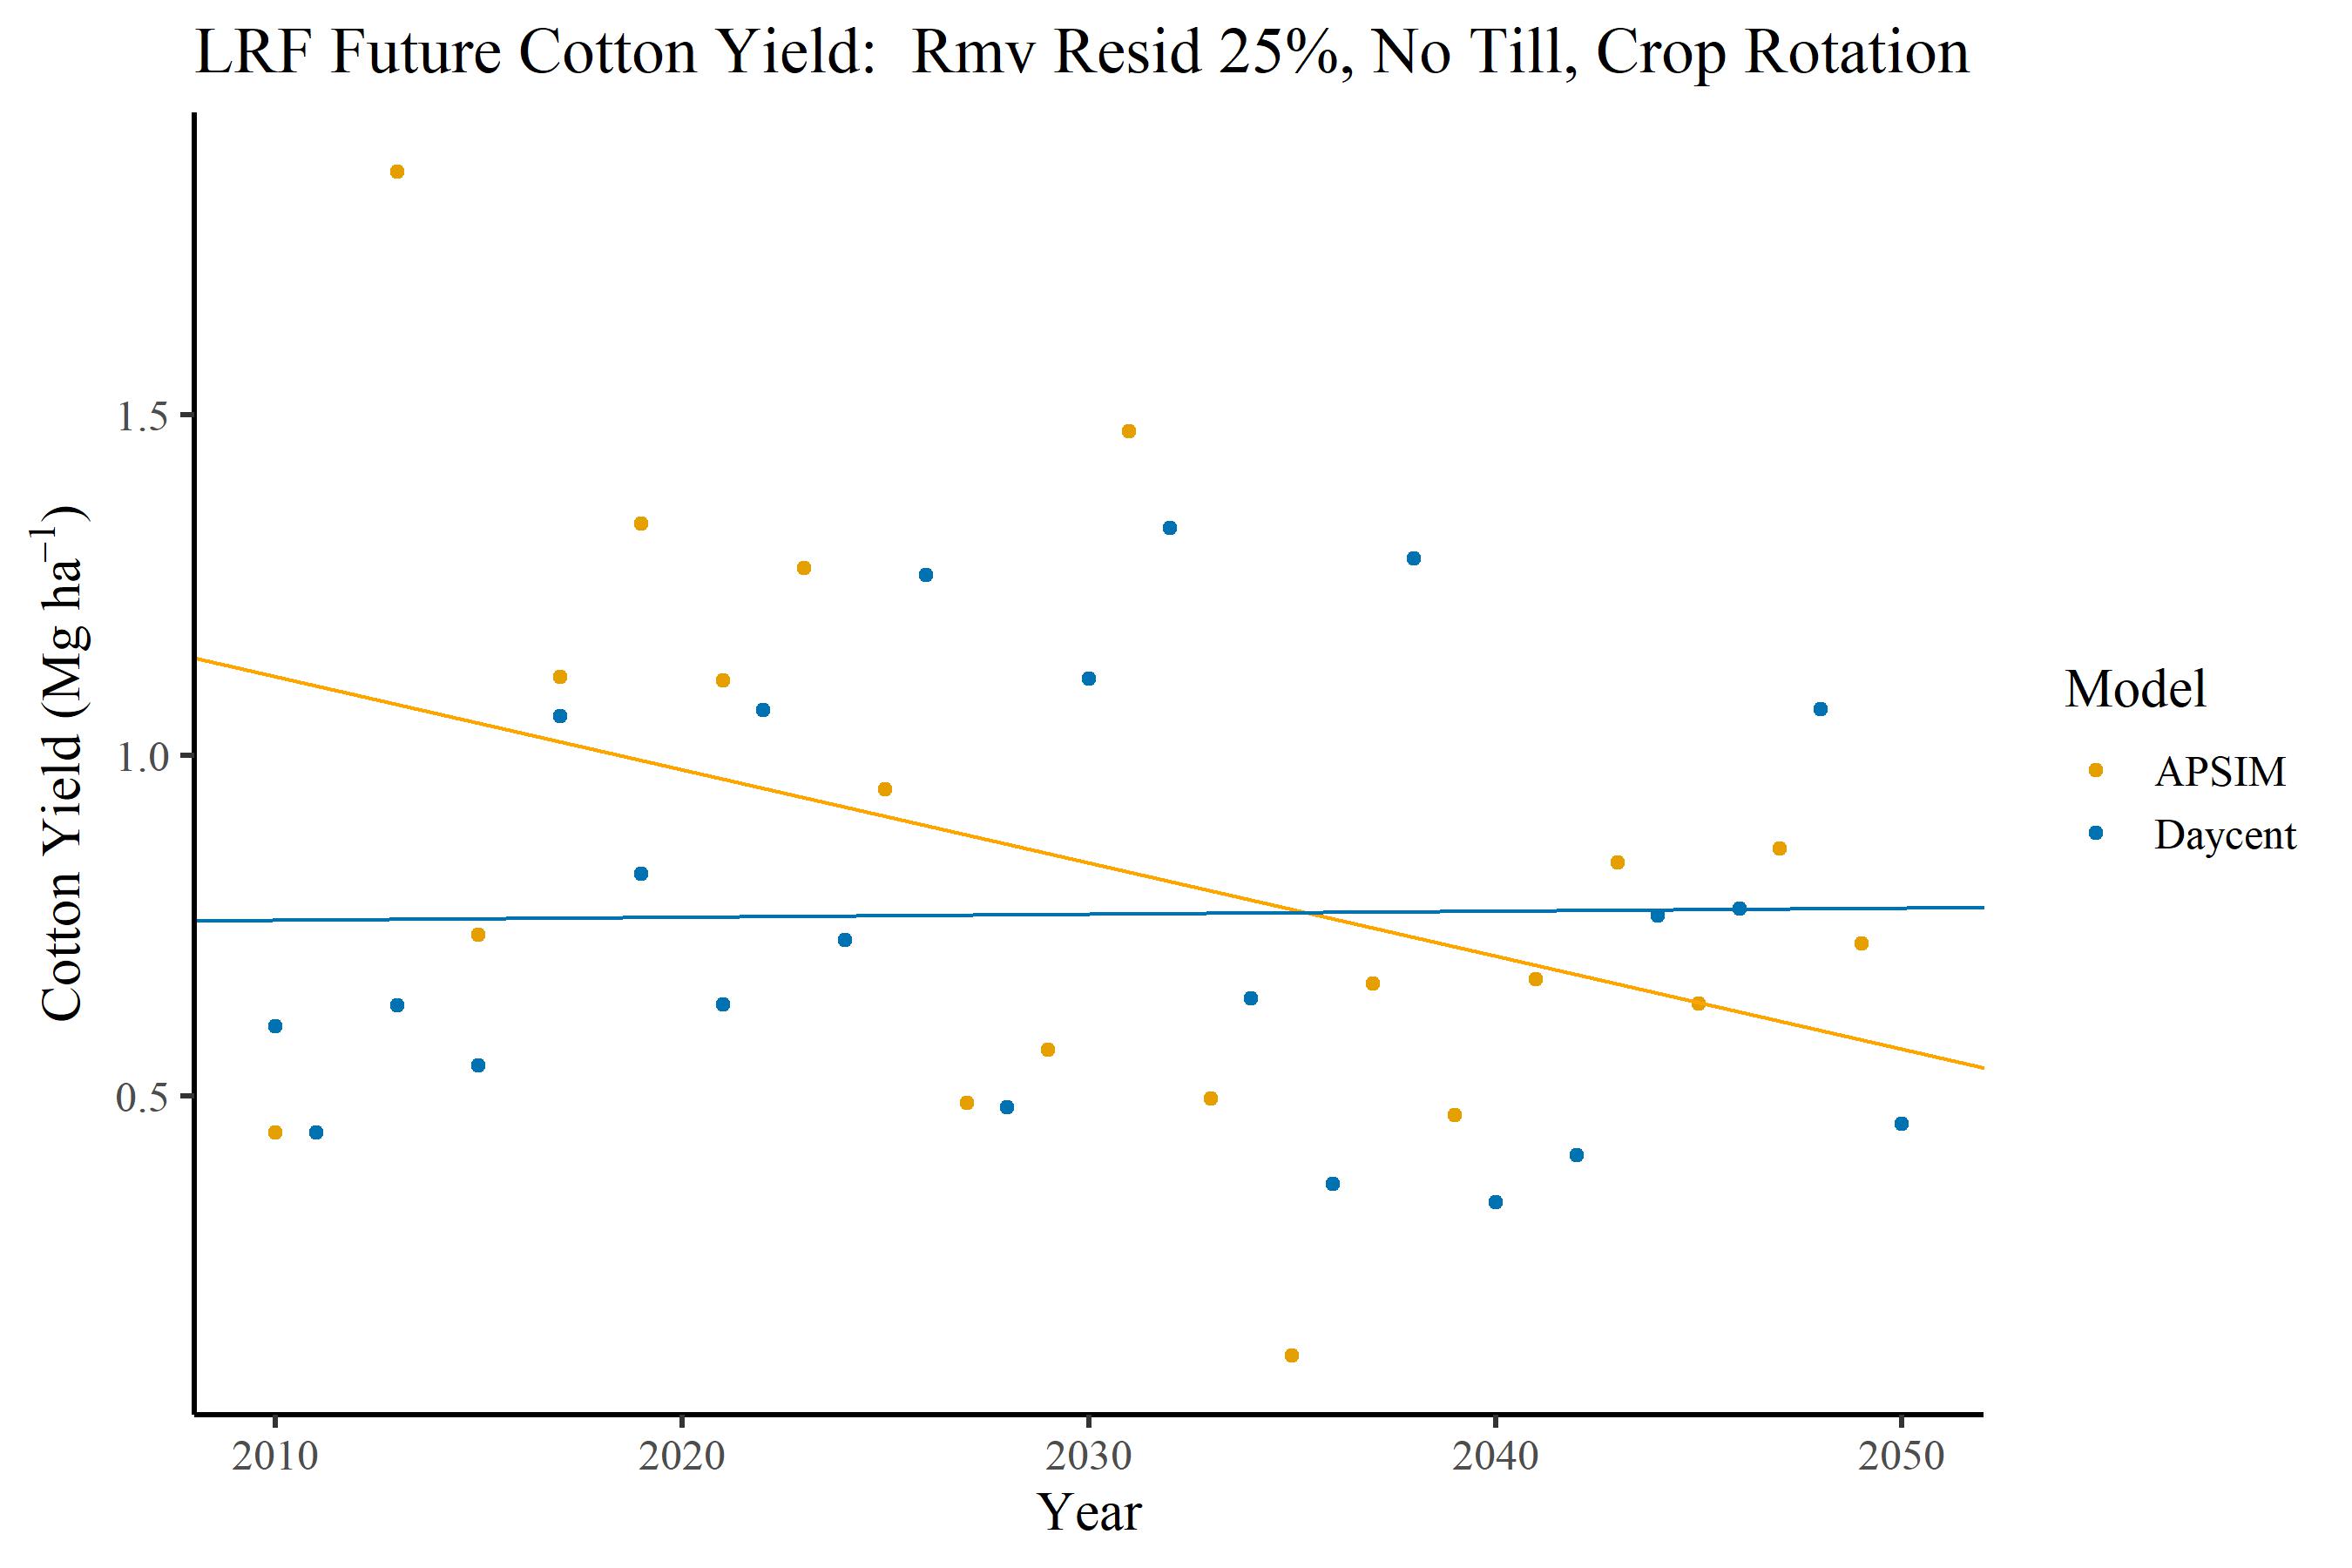 LRF Future Cotton Yield:  Rmv Resid 25%, No Till, Crop Rotation
Cotton Yield (Mg ha⁻¹)
1.5
1.0
0.5
2010 2020 2030 2040 2050
Year
Model
APSIM
Daycent